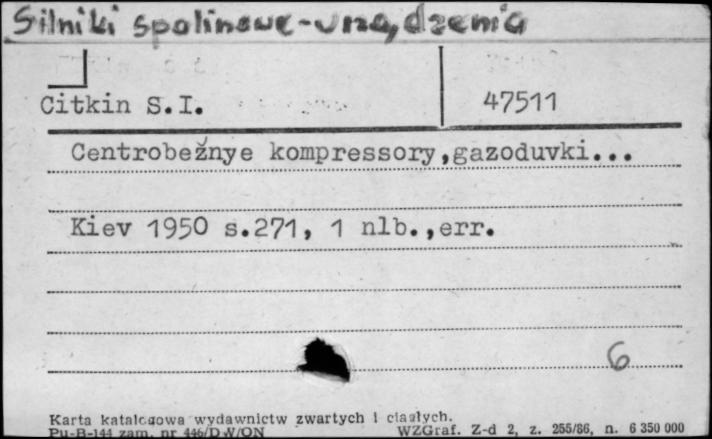 Silniki spalinowe-urządzenia
Citkin S.I. 47511
Centrobežnye kompressory,gazoduvki...
Kiev 1950 s.271, 1 nlb.,err.
6
Karta katalogowa wydawnictw zwartych i ciągłych.
Pu-B-144 zam. nr 446/DW/ON WZGraf. Z-d 2, z. 255/86, n. 6 350 000